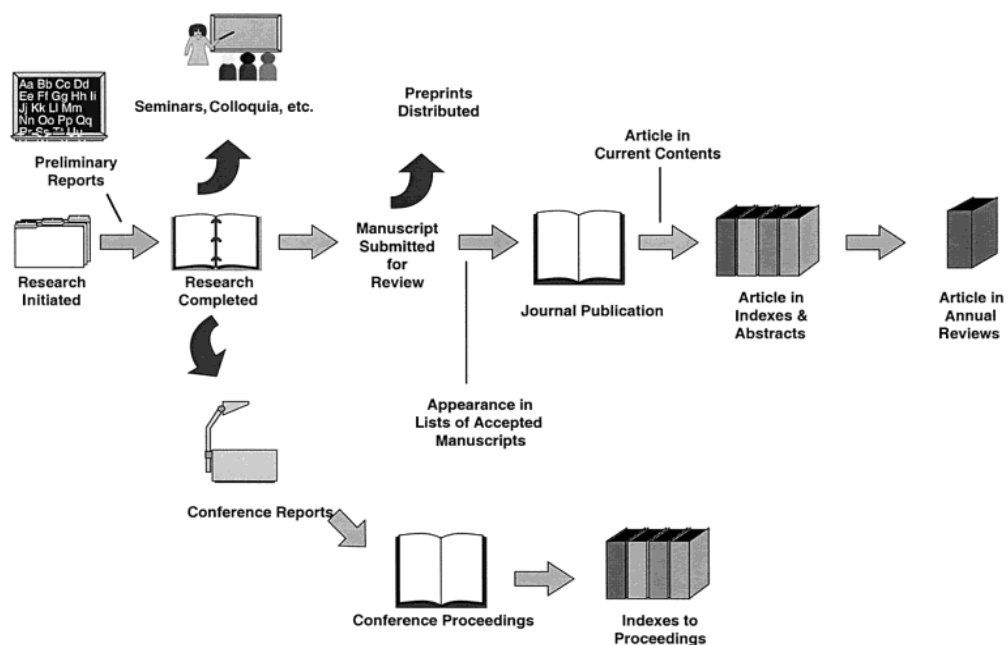 Aa Bb Cc Dd
Ee Ff Gg Hh Ii
Jj Kk Ll Mm
Nn Oo Pp Qq
Pr Ss Uu
Preliminary
Reports
Seminars, Colloquia, etc.
Preprints
Distributed
Article in
Current Contents
Research
Initiated
Research
Completed
Manuscript
Submitted
for
Review
Journal Publication
Article in
Indexes &
Abstracts
Article in
Annual
Reviews
Appearance in
Lists of Accepted
Manuscripts
Conference Reports
Conference Proceedings
Indexes to
Proceedings